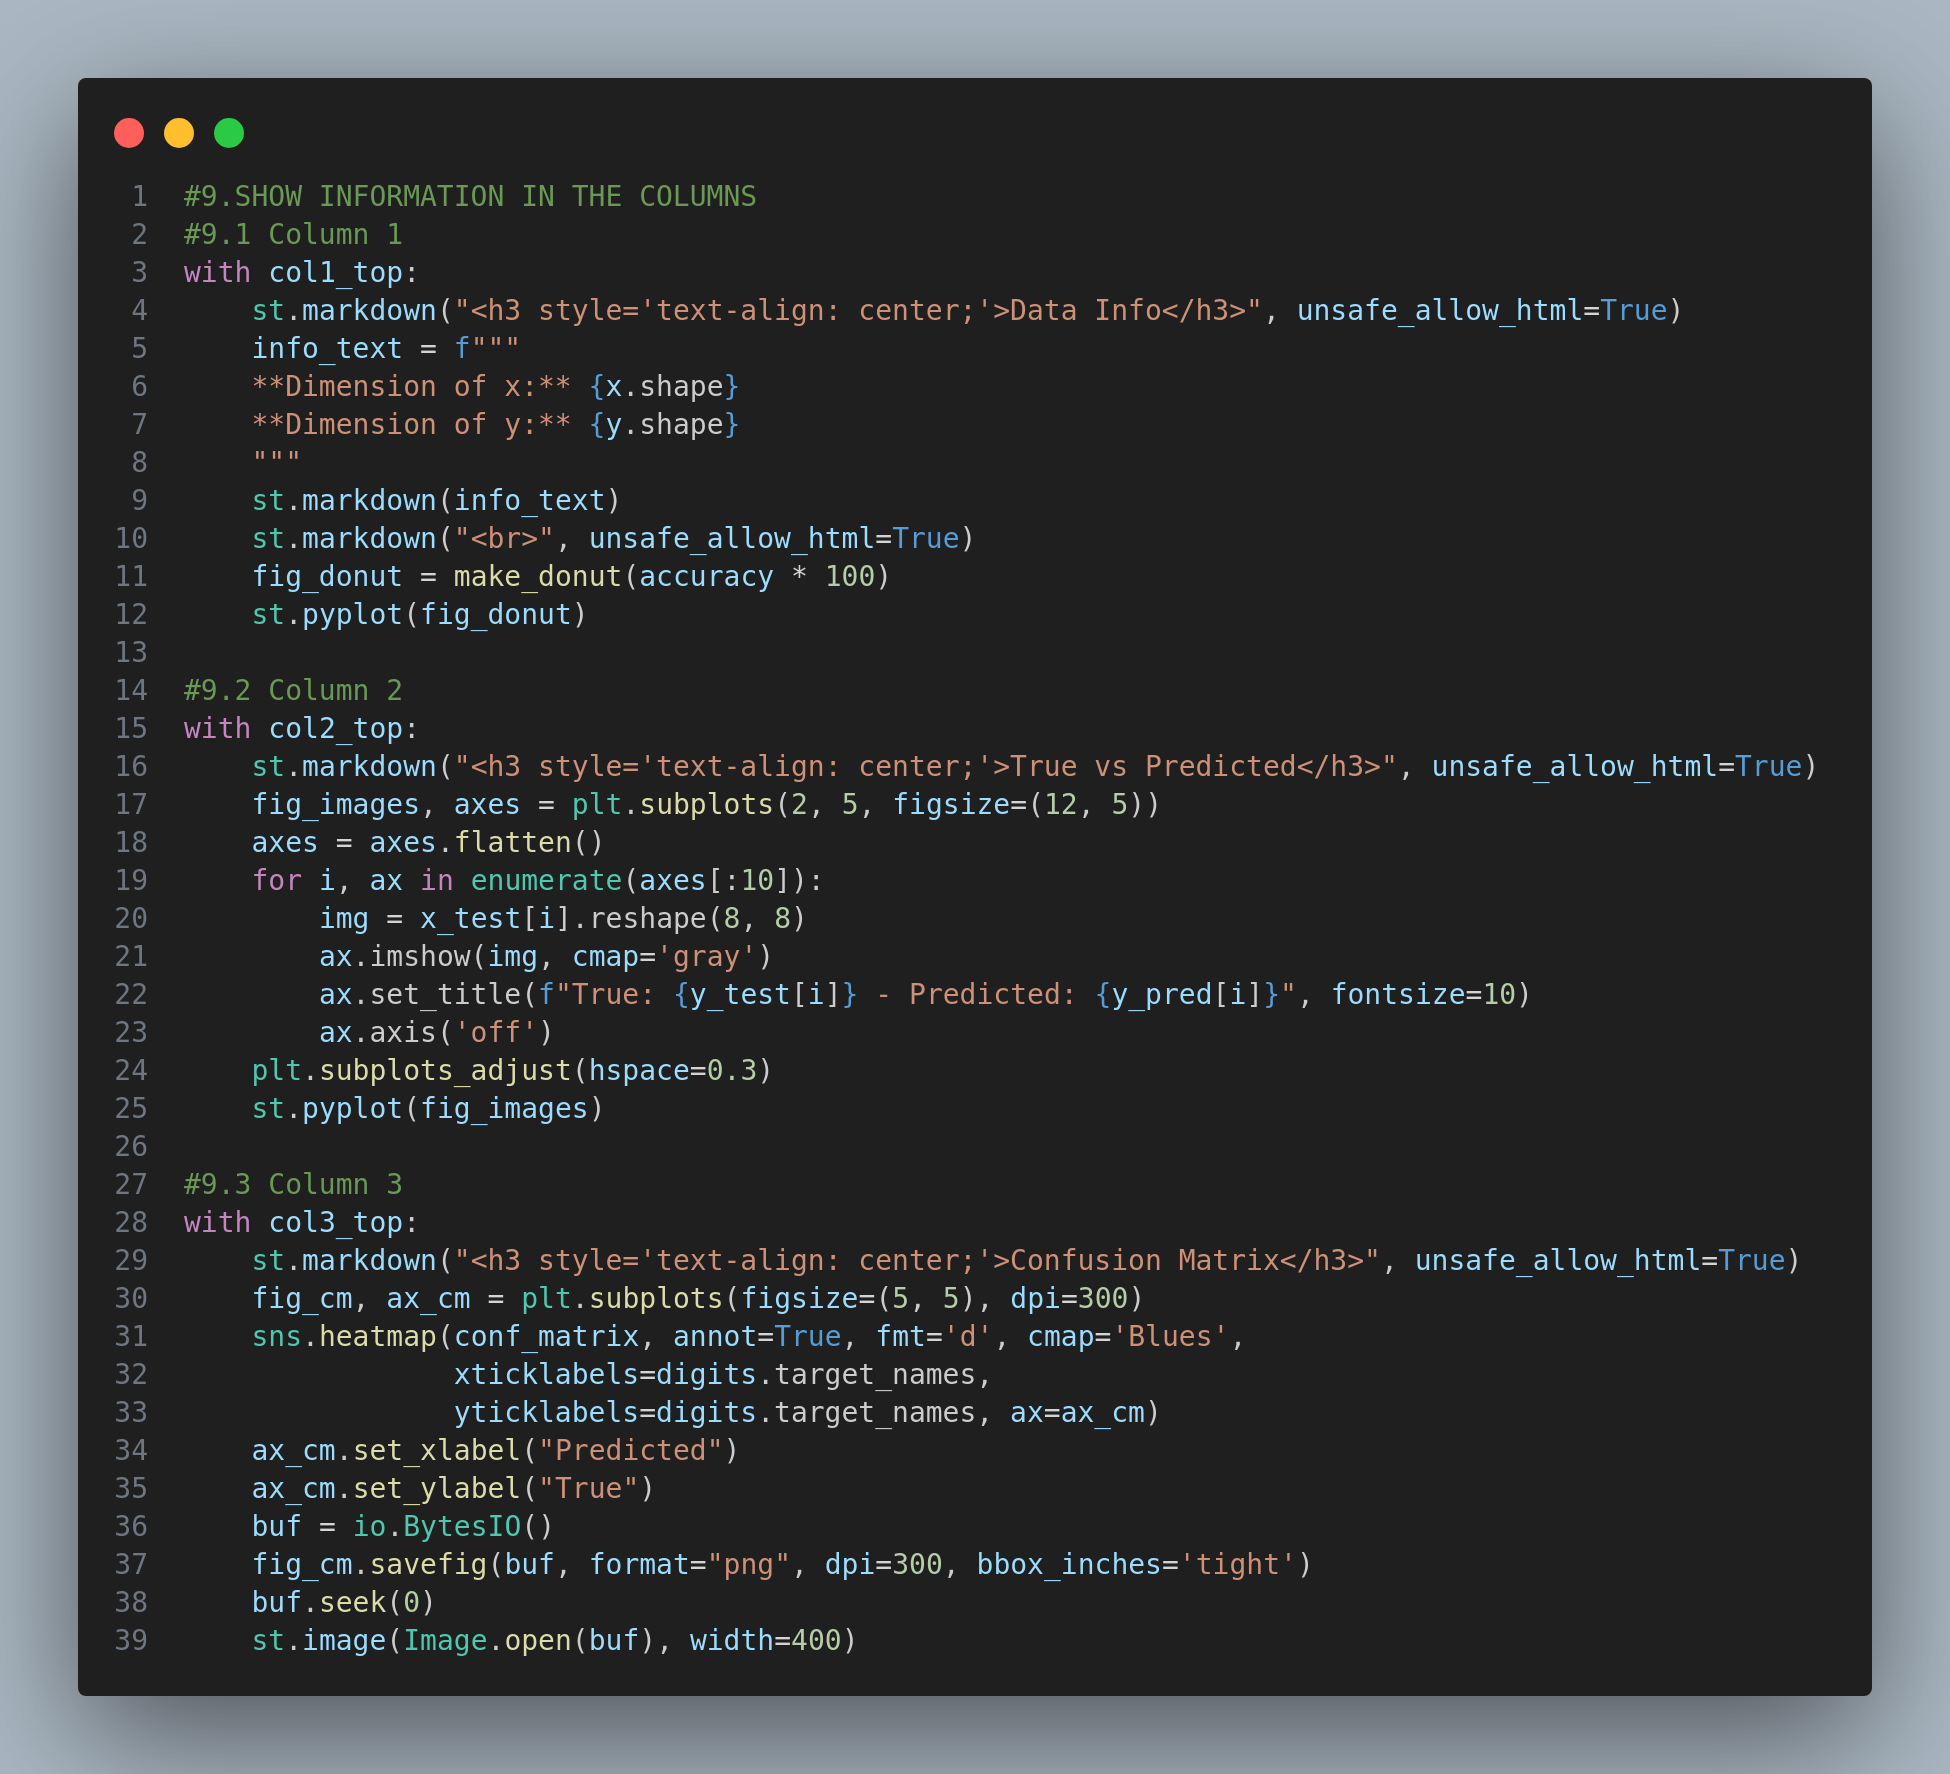 1 #9.SHOW INFORMATION IN THE COLUMNS
2 #9.1 Column 1
3 with col1_top:
4     st.markdown("<h3 style='text-align: center;'>Data Info</h3>", unsafe_allow_html=True)
5     info_text = f"""
6     **Dimension of x:** {x.shape}
7     **Dimension of y:** {y.shape}
8     """
9     st.markdown(info_text)
10     st.markdown("<br>", unsafe_allow_html=True)
11     fig_donut = make_donut(accuracy * 100)
12     st.pyplot(fig_donut)
13
14 #9.2 Column 2
15 with col2_top:
16     st.markdown("<h3 style='text-align: center;'>True vs Predicted</h3>", unsafe_allow_html=True)
17     fig_images, axes = plt.subplots(2, 5, figsize=(12, 5))
18     axes = axes.flatten()
19     for i, ax in enumerate(axes[:10]):
20         img = x_test[i].reshape(8, 8)
21         ax.imshow(img, cmap='gray')
22         ax.set_title(f"True: {y_test[i]} - Predicted: {y_pred[i]}", fontsize=10)
23         ax.axis('off')
24     plt.subplots_adjust(hspace=0.3)
25     st.pyplot(fig_images)
26
27 #9.3 Column 3
28 with col3_top:
29     st.markdown("<h3 style='text-align: center;'>Confusion Matrix</h3>", unsafe_allow_html=True)
30     fig_cm, ax_cm = plt.subplots(figsize=(5, 5), dpi=300)
31     sns.heatmap(conf_matrix, annot=True, fmt='d', cmap='Blues',
32                 xticklabels=digits.target_names,
33                 yticklabels=digits.target_names, ax=ax_cm)
34     ax_cm.set_xlabel("Predicted")
35     ax_cm.set_ylabel("True")
36     buf = io.BytesIO()
37     fig_cm.savefig(buf, format="png", dpi=300, bbox_inches='tight')
38     buf.seek(0)
39     st.image(Image.open(buf), width=400)